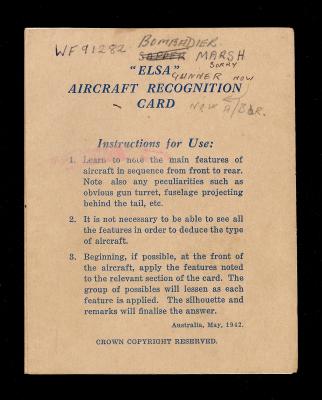 BOMBADIER
WF91282 SAPPER MARSH
"ELSA" SORRY
GUNNER NOW
AIRCRAFT RECOGNITION
CARD
NOW A/BDR.
Instructions for Use:
1. Learn to note the main features of
aircraft in sequence from front to rear.
Note also any peculiarities such as
obvious gun turret, fuselage projecting
behind the tail, etc.
2. It is not necessary to be able to see all
the features in order to deduce the type
of aircraft.
3. Beginning, if possible, at the front of
the aircraft, apply the features noted
to the relevant section of the card. The
group of possibles will lessen as each
feature is applied. The silhouette and
remarks will finalise the answer.
Australia, May, 1942.
CROWN COPYRIGHT RESERVED.